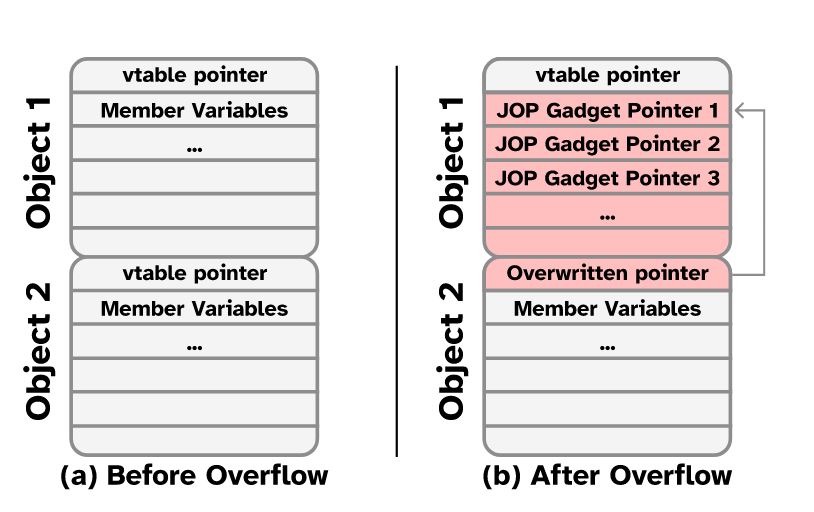 Object 1
vtable pointer
Member Variables
...
Object 2
vtable pointer
Member Variables
...
(a) Before Overflow
Object 1
vtable pointer
JOP Gadget Pointer 1
JOP Gadget Pointer 2
JOP Gadget Pointer 3
...
Object 2
Overwritten pointer
Member Variables
...
(b) After Overflow